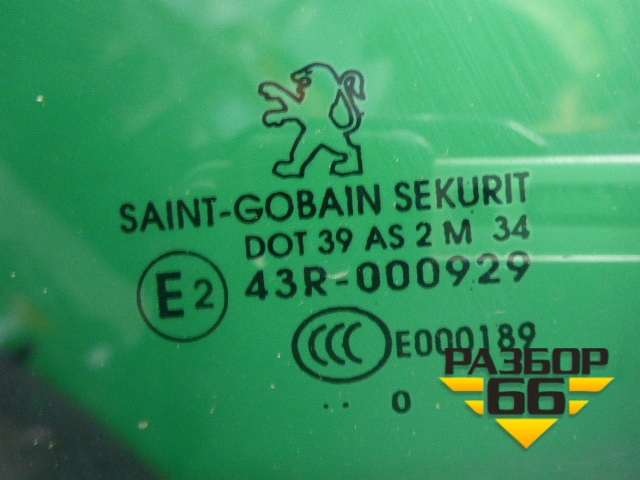 SAINT-GOBAIN SEKURIT
DOT 39 AS 2 M 34
E2 43R-000929
CCC E000189
.. 0
РАЗБОР
66